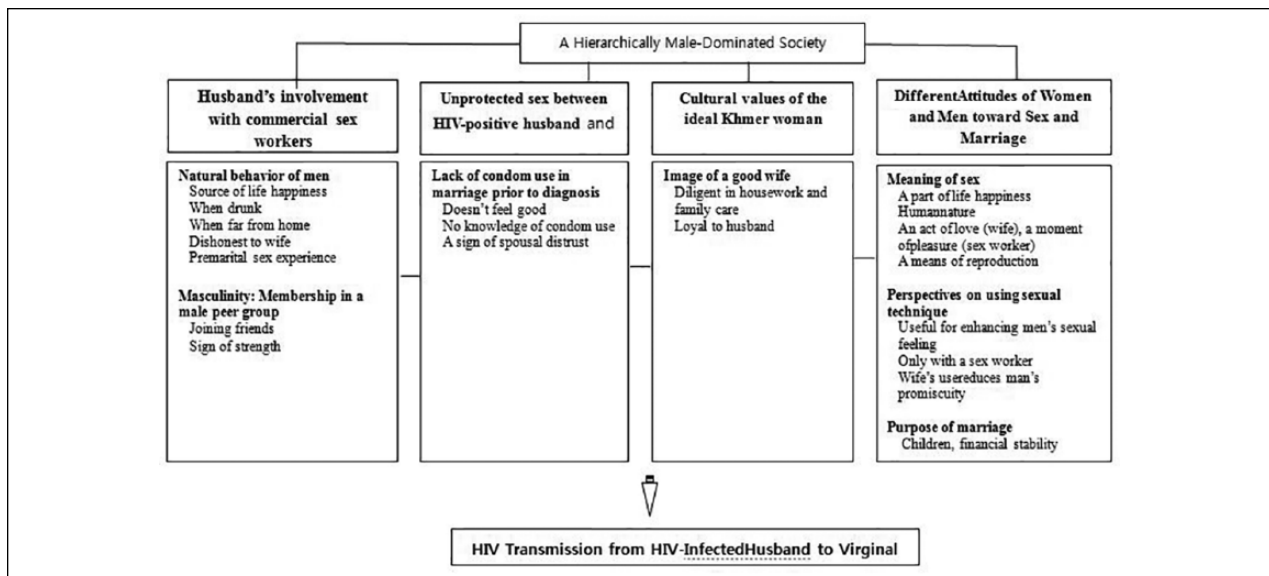 A Hierarchically Male-Dominated Society
Husband's involvement
with commercial sex
workers
Natural behavior of men
Source of life happiness
When drunk
When far from home
Dishonest to wife
Premarital sex experience
Masculinity: Membership in a
male peer group
Joining friends
Sign of strength
Unprotected sex between
HIV-positive husband and
Lack of condom use in
marriage prior to diagnosis
Doesn't feel good
No knowledge of condom use
A sign of spousal distrust
Cultural values of the
ideal Khmer woman
Image of a good wife
Diligent in housework and
family care
Loyal to husband
DifferentAttitudes of Women
and Men toward Sex and
Marriage
Meaning of sex
A part of life happiness
Humannature
An act of love (wife), a moment
ofpleasure (sex worker)
A means of reproduction
Perspectives on using sexual
technique
Useful for enhancing men's sexual
feeling
Only with a sex worker
Wife's usereduces man's
promiscuity
Purpose of marriage
Children, financial stability
HIV Transmission from HIV-InfectedHusband to Virginal